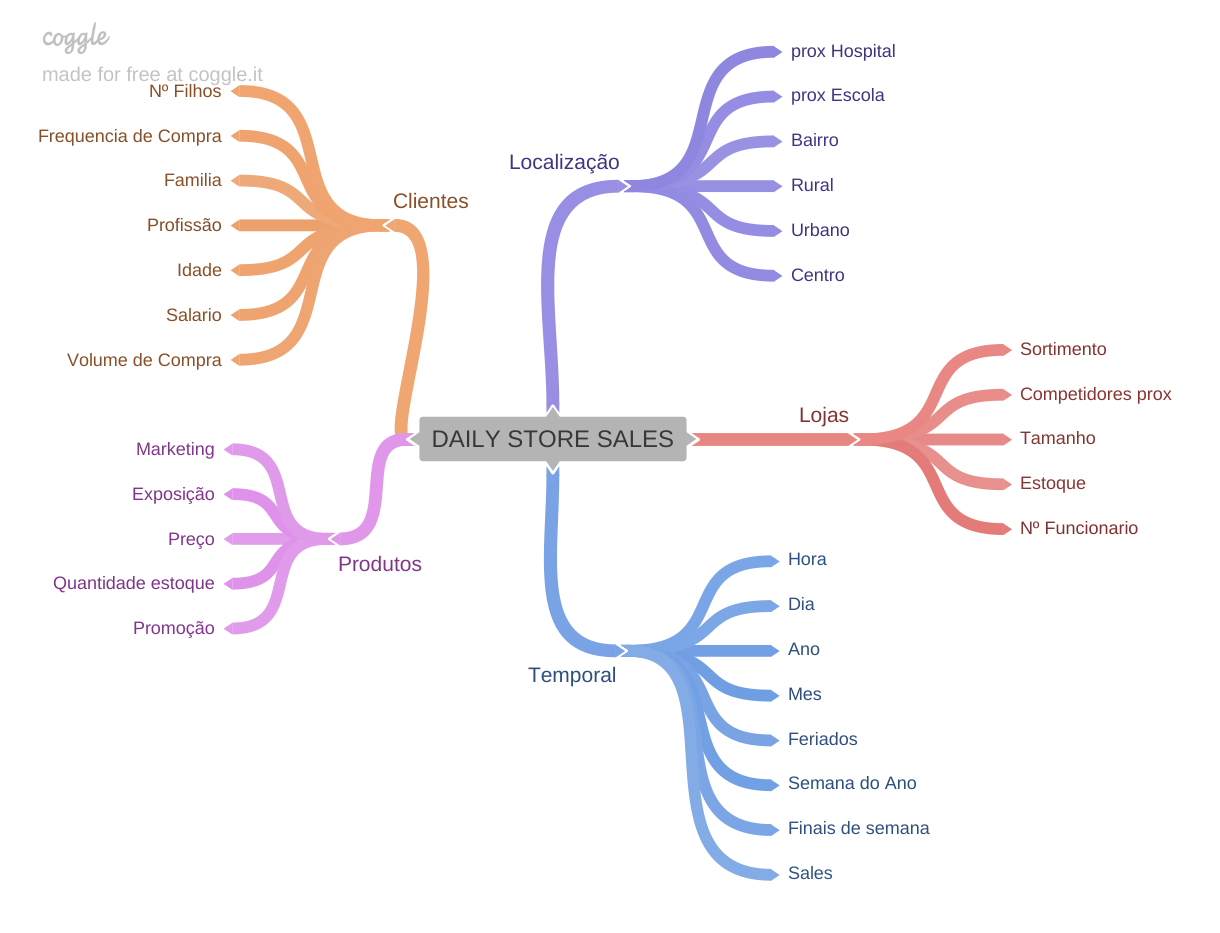 coggle
made for free at coggle.it
Nº Filhos
Frequencia de Compra
Familia
Profissão
Idade
Salario
Volume de Compra
Clientes
Marketing
Exposição
Preço
Quantidade estoque
Promoção
Produtos
DAILY STORE SALES
Localização
prox Hospital
prox Escola
Bairro
Rural
Urbano
Centro
Lojas
Sortimento
Competidores prox
Tamanho
Estoque
Nº Funcionario
Temporal
Hora
Dia
Ano
Mes
Feriados
Semana do Ano
Finais de semana
Sales